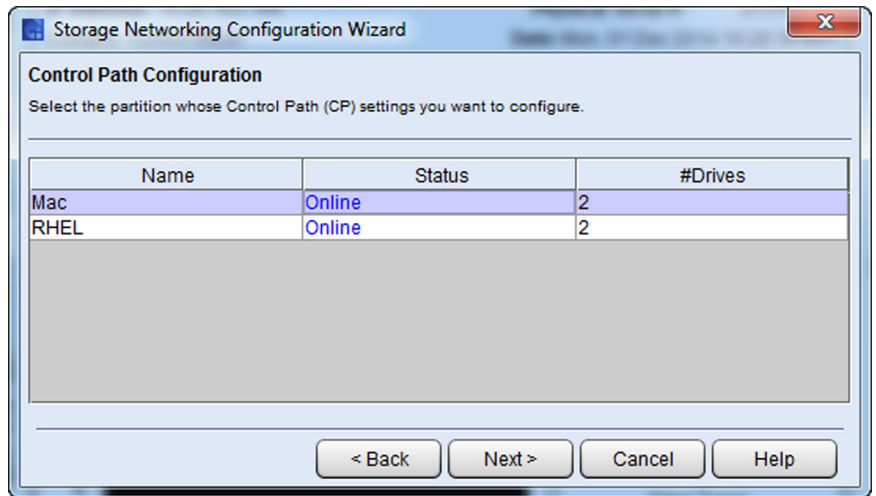 Storage Networking Configuration Wizard
Control Path Configuration
Select the partition whose Control Path (CP) settings you want to configure.
Name Status #Drives
Mac Online 2
RHEL Online 2
< Back Next > Cancel Help